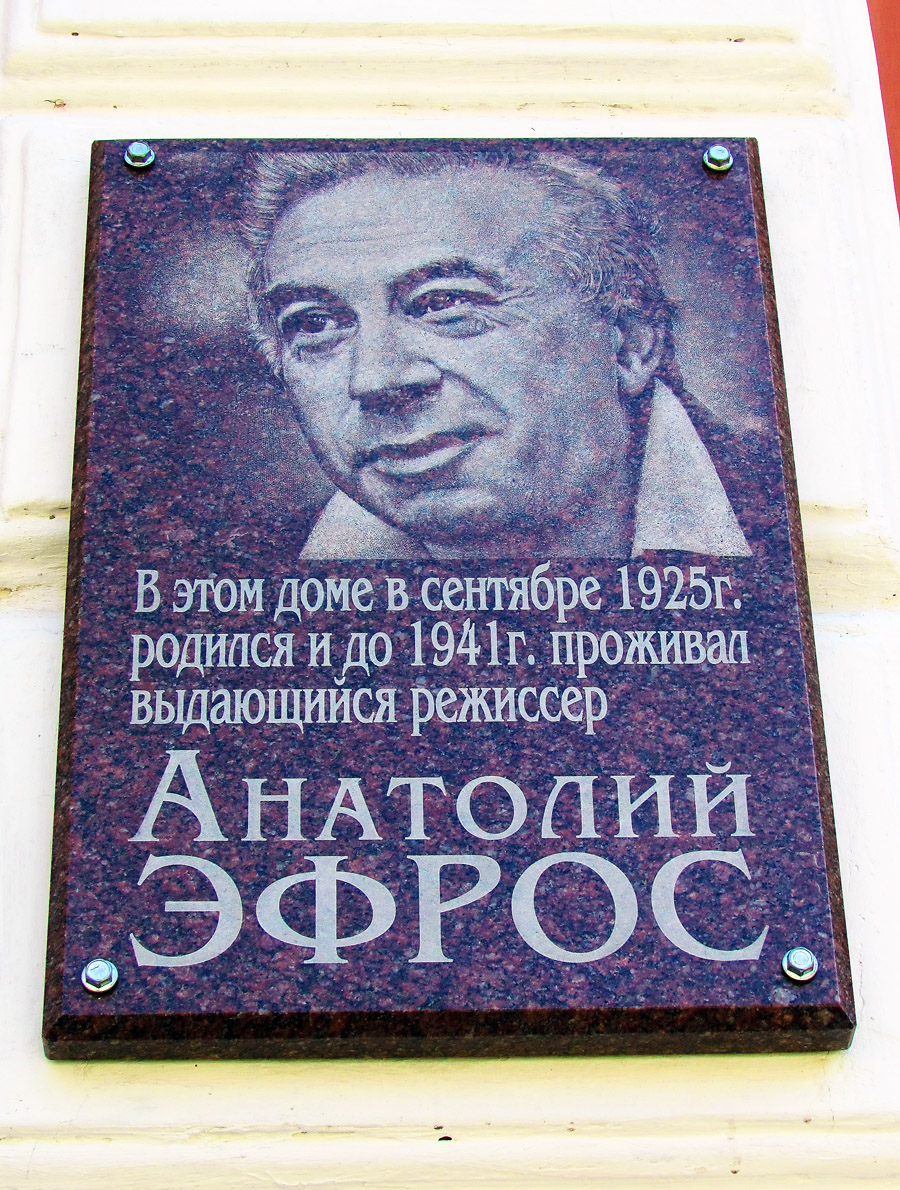 В этом доме в сентябре 1925г.
родился и до 1941г. проживал
выдающийся режиссер
Анатолий
ЭФРОС